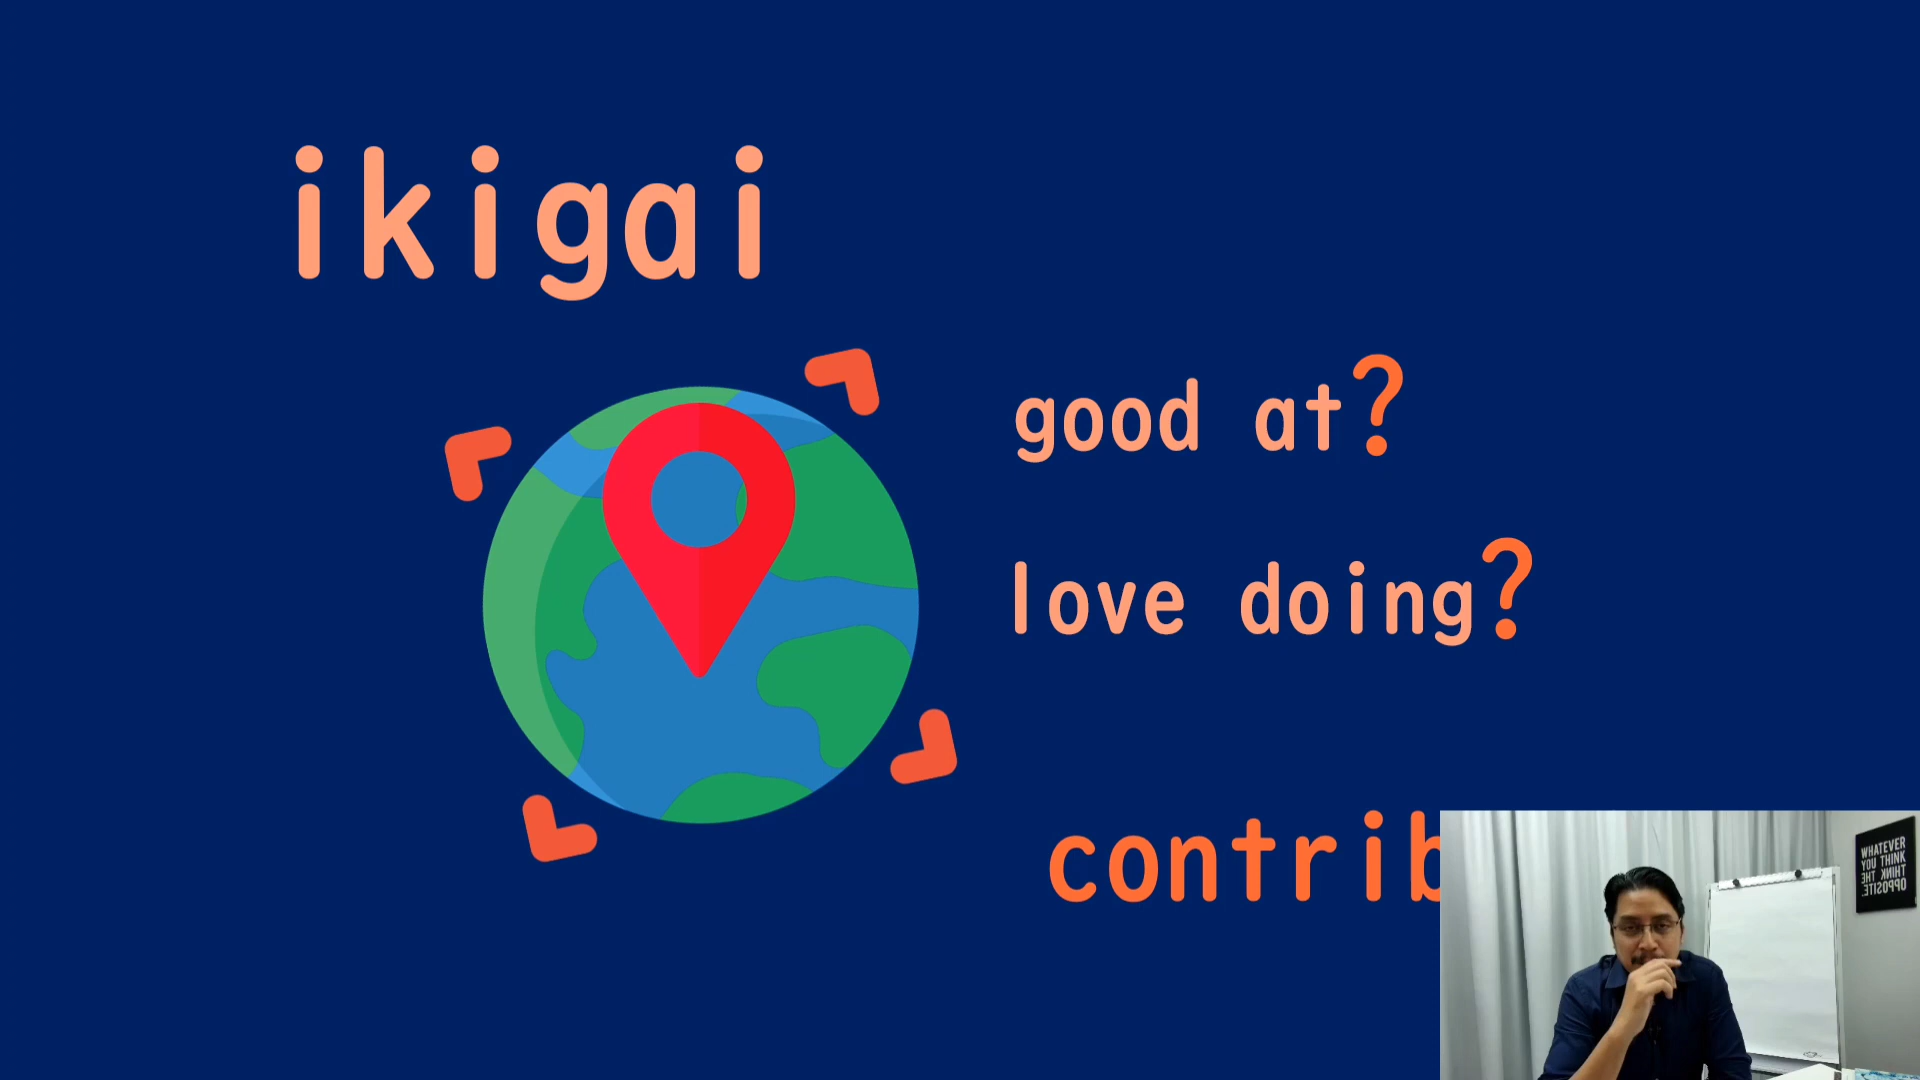 ikigai
good at?
love doing?
contrib
WHATEVER
YOU THINK
THINK
THE
OPPOSITE.